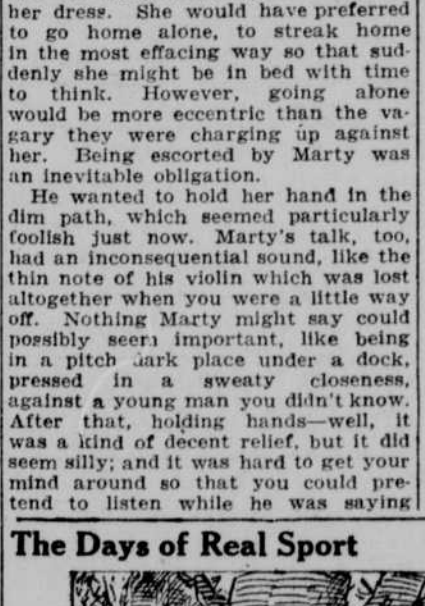 her dress. She would have preferred
to go home alone, to streak home
in the most effacing way so that sud-
denly she might be in bed with time
to think. However, going alone
would be more eccentric than the va-
gary they were charging up against
her. Being escorted by Marty was
an inevitable obligation.
He wanted to hold her hand in the
dim path, which seemed particularly
foolish just now. Marty's talk, too,
had an inconsequential sound, like the
thin note of his violin which was lost
altogether when you were a little way
off. Nothing Marty might say could
possibly seem important, like being
in a pitch dark place under a dock,
pressed in a sweaty closeness,
against a young man you didn't know.
After that, holding hands—well, it
was a kind of decent relief, but it did
seem silly; and it was hard to get your
mind around so that you could pre-
tend to listen while he was saying
The Days of Real Sport